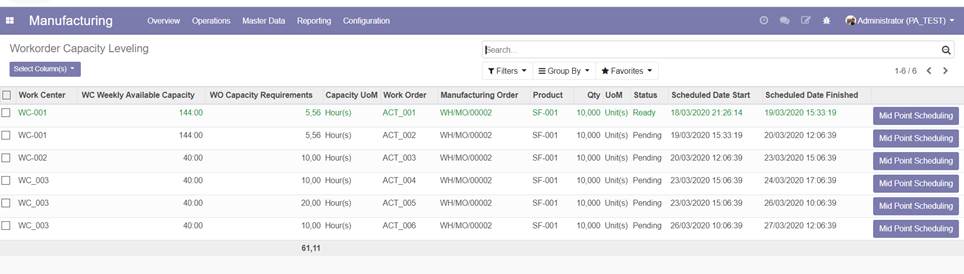 Manufacturing Overview Operations Master Data Reporting Configuration Administrator (PA_TEST)
Workorder Capacity Leveling Search...
Select Column(s) Filters Group By Favorites 1-6 / 6
Work Center WC Weekly Available Capacity WO Capacity Requirements Capacity UoM Work Order Manufacturing Order Product Qty UoM Status Scheduled Date Start Scheduled Date Finished
WC-001 144:00 5,56 Hour(s) ACT_001 WH/MO/00002 SF-001 10,000 Unit(s) Ready 18/03/2020 21:26:14 19/03/2020 15:33:19 Mid Point Scheduling
WC-001 144:00 5,56 Hour(s) ACT_002 WH/MO/00002 SF-001 10,000 Unit(s) Pending 19/03/2020 15:33:19 20/03/2020 12:06:39 Mid Point Scheduling
WC-002 40:00 10,00 Hour(s) ACT_003 WH/MO/00002 SF-001 10,000 Unit(s) Pending 20/03/2020 12:06:39 23/03/2020 15:06:39 Mid Point Scheduling
WC_003 40:00 10,00 Hour(s) ACT_004 WH/MO/00002 SF-001 10,000 Unit(s) Pending 23/03/2020 15:06:39 24/03/2020 17:06:39 Mid Point Scheduling
WC_003 40:00 20,00 Hour(s) ACT_005 WH/MO/00002 SF-001 10,000 Unit(s) Pending 23/03/2020 15:06:39 26/03/2020 10:06:39 Mid Point Scheduling
WC_003 40:00 10,00 Hour(s) ACT_006 WH/MO/00002 SF-001 10,000 Unit(s) Pending 26/03/2020 10:06:39 27/03/2020 12:06:39 Mid Point Scheduling
61,11